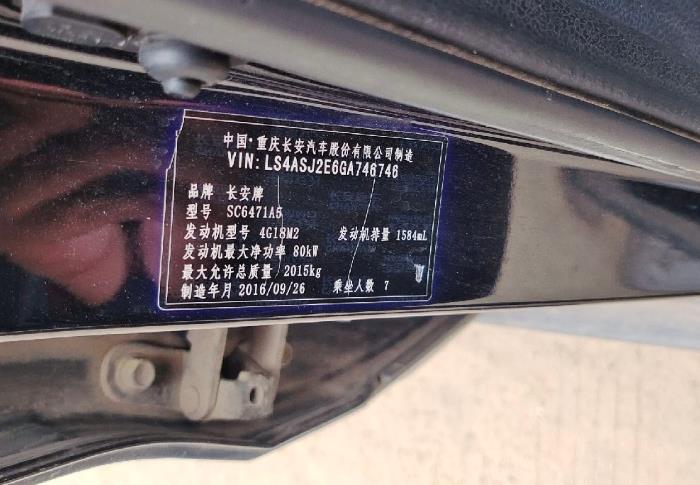 中国·重庆长安汽车股份有限公司制造
VIN: LS4ASJ2E6GA746746
品牌 长安牌
型号 SC6471A5
发动机型号 4G18M2 发动机排量 1584mL
发动机最大净功率 80kW
最大允许总质量 2015kg
制造年月 2016/09/26 乘坐人数 7